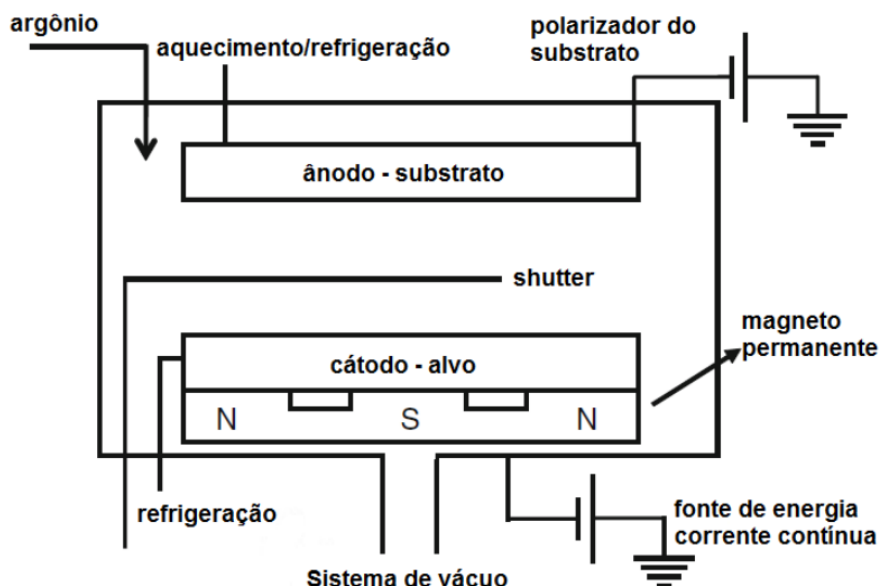 argônio
aquecimento/refrigeração
polarizador do
substrato
ânodo - substrato
shutter
magneto
permanente
cátodo - alvo
N S N
refrigeração
fonte de energia
corrente contínua
Sistema de vácuo